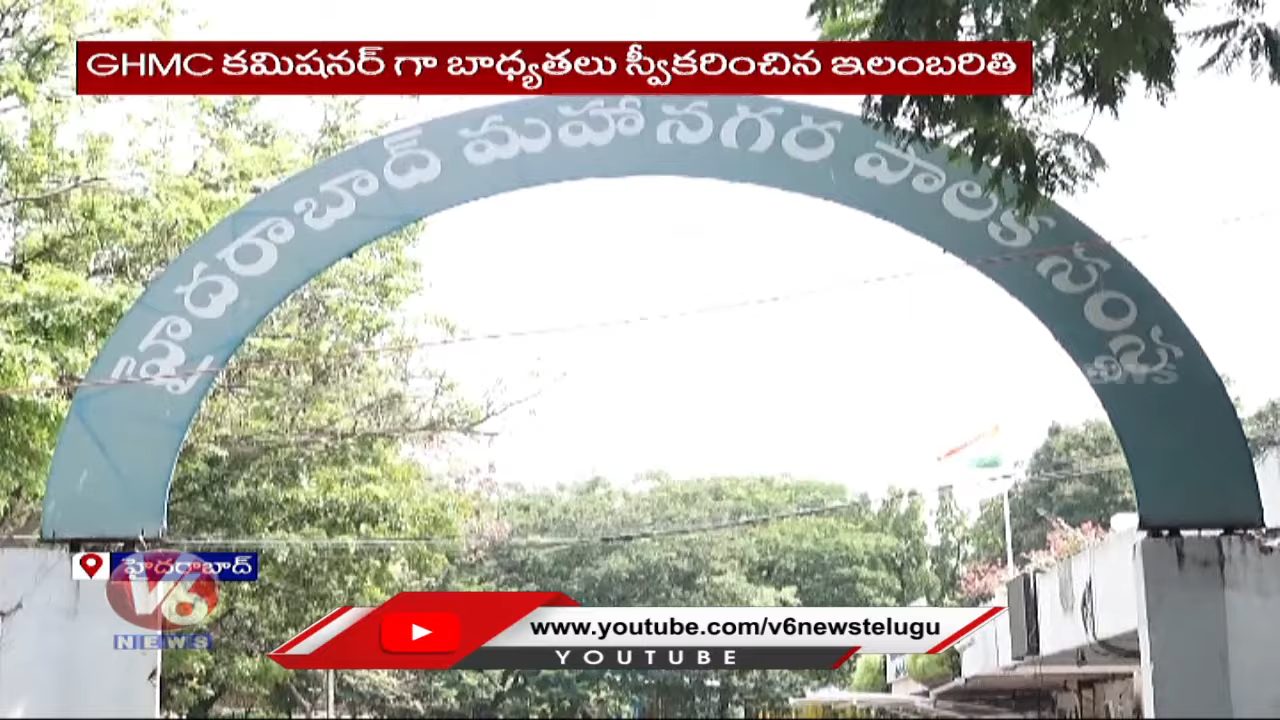 GHMC కమిషనర్ గా బాధ్యతలు స్వీకరించిన ఇలంబరితి
హైదరాబాద్ మహానగర పాలక సంస్థ
NEWS
హైదరాబాద్
V6
NEWS
www.youtube.com/v6newstelugu
YOUTUBE